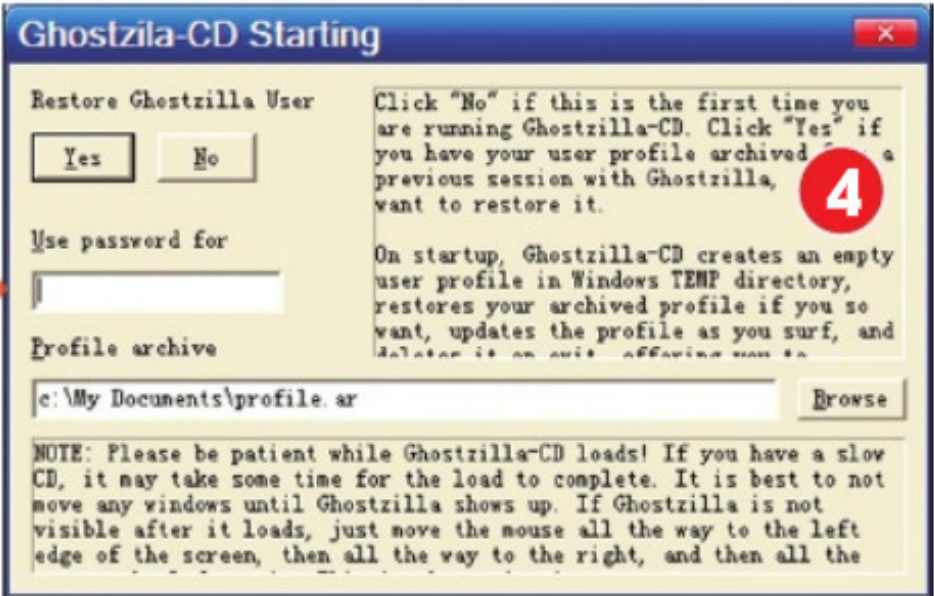 Ghostzila-CD Starting
Restore Ghostzilla User
Yes
No
Use password for
Profile archive
Click "No" if this is the first time you
are running Ghostzilla-CD. Click "Yes" if
you have your user profile archived a
previous session with Ghostzilla,
want to restore it.
On startup, Ghostzilla-CD creates an empty
user profile in Windows TEMP directory,
restores your archived profile if you so
want, updates the profile as you surf, and
deletes it on exit, offering you to
4
c:\My Documents\profile.ar
Browse
NOTE: Please be patient while Ghostzilla-CD loads! If you have a slow
CD, it may take some time for the load to complete. It is best to not
move any windows until Ghostzilla shows up. If Ghostzilla is not
visible after it loads, just move the mouse all the way to the left
edge of the screen, then all the way to the right, and then all the